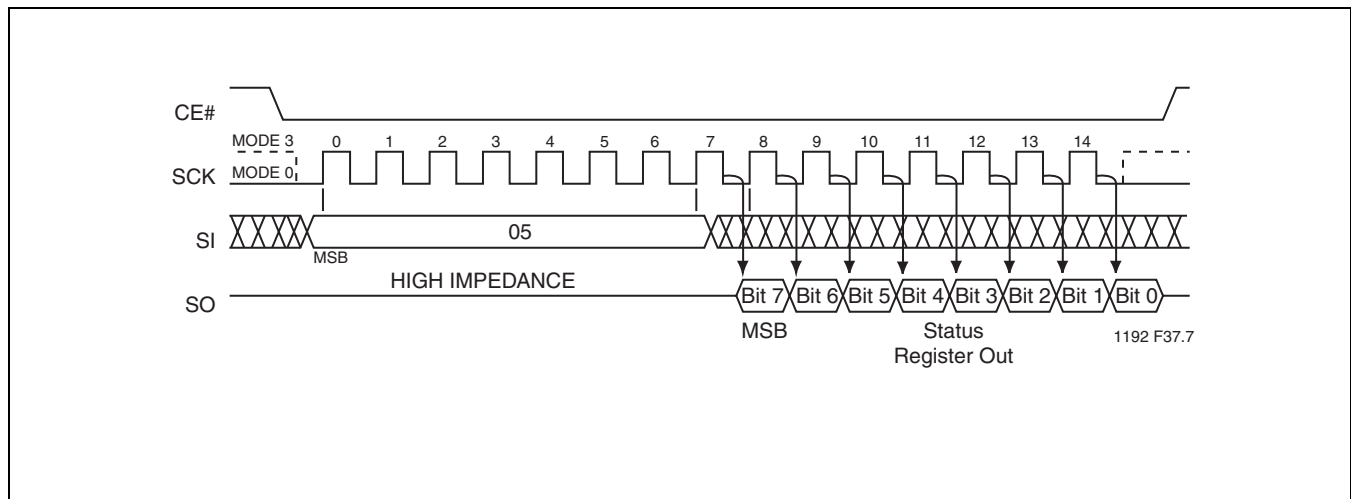 CE#
MODE 3
0 1 2 3 4 5 6 7 8 9 10 11 12 13 14
SCK
MODE 0
SI
05
MSB
HIGH IMPEDANCE
SO
Bit 7 Bit 6 Bit 5 Bit 4 Bit 3 Bit 2 Bit 1 Bit 0
MSB
Status
Register Out
1192 F37.7